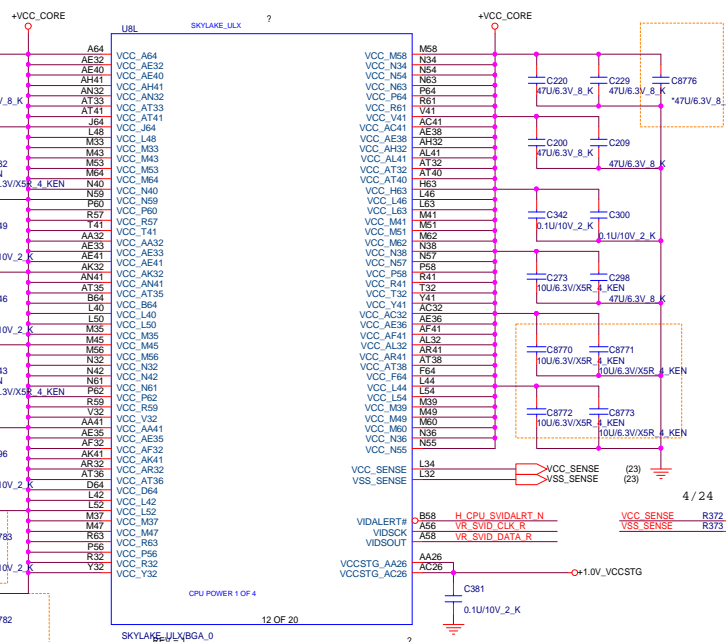 +VCC_CORE
?
+VCC_CORE
U8L
SKYLAKE_ULX
A64 VCC_A64 VCC_M58 M58
AE32 VCC_AE32 VCC_N34 N34
AE40 VCC_AE40 VCC_N54 N54
AH41 VCC_AH41 VCC_N63 N63
AN32 VCC_AN32 VCC_P64 P64
AT33 VCC_AT33 VCC_R61 R61
AT41 VCC_AT41 VCC_V41 V41
J64 VCC_J64 VCC_AC41 AC41
L48 VCC_L48 VCC_AE38 AE38
M33 VCC_M33 VCC_AH32 AH32
M43 VCC_M43 VCC_AL41 AL41
M53 VCC_M53 VCC_AT32 AT32
M64 VCC_M64 VCC_AT40 AT40
N40 VCC_N40 VCC_H63 H63
N59 VCC_N59 VCC_L46 L46
P60 VCC_P60 VCC_L63 L63
R57 VCC_R57 VCC_M41 M41
T41 VCC_T41 VCC_M51 M51
AA32 VCC_AA32 VCC_M62 M62
AE33 VCC_AE33 VCC_N38 N38
AE41 VCC_AE41 VCC_N57 N57
AK32 VCC_AK32 VCC_P58 P58
AN41 VCC_AN41 VCC_R41 R41
AT35 VCC_AT35 VCC_T32 T32
B64 VCC_B64 VCC_Y41 Y41
L40 VCC_L40 VCC_AC32 AC32
L50 VCC_L50 VCC_AE36 AE36
M35 VCC_M35 VCC_AF41 AF41
M45 VCC_M45 VCC_AL32 AL32
M56 VCC_M56 VCC_AR41 AR41
N32 VCC_N32 VCC_AT38 AT38
N42 VCC_N42 VCC_F64 F64
N61 VCC_N61 VCC_L44 L44
P62 VCC_P62 VCC_L54 L54
R59 VCC_R59 VCC_M39 M39
V32 VCC_V32 VCC_M49 M49
AA41 VCC_AA41 VCC_M60 M60
AE35 VCC_AE35 VCC_N36 N36
AF32 VCC_AF32 VCC_N55 N55
AK41 VCC_AK41
AR32 VCC_AR32 VCC_SENSE L34 VCC_SENSE (23)
AT36 VCC_AT36 VSS_SENSE L32 VSS_SENSE (23)
D64 VCC_D64
L42 VCC_L42
L52 VCC_L52
M37 VCC_M37 VIDALERT# B58 H_CPU_SVIDALRT_N
M47 VCC_M47 VIDSCK A56 VR_SVID_CLK_R
R63 VCC_R63 VIDSOUT A58 VR_SVID_DATA_R
P56 VCC_P56
R32 VCC_R32 VCCSTG_AA26 AA26
Y32 VCC_Y32 VCCSTG_AC26 AC26
+1.0V_VCCSTG
C381
0.1U/10V_2_K
C220 C229 C8776
47U/6.3V_8_K 47U/6.3V_8_K *47U/6.3V_8_
C200 C209
47U/6.3V_8_K 47U/6.3V_8_K
C342 C300
0.1U/10V_2_K 0.1U/10V_2_K
C273 C298
10U/6.3V/X5R_4_KEN 47U/6.3V_8_K
C8770 C8771
10U/6.3V/X5R_4_KEN 10U/6.3V/X5R_4_KEN
C8772 C8773
10U/6.3V/X5R_4_KEN 10U/6.3V/X5R_4_KEN
4/24
VCC_SENSE R372
VSS_SENSE R373
CPU POWER 1 OF 4
12 OF 20
SKYLAKE_ULX/BGA_0
?